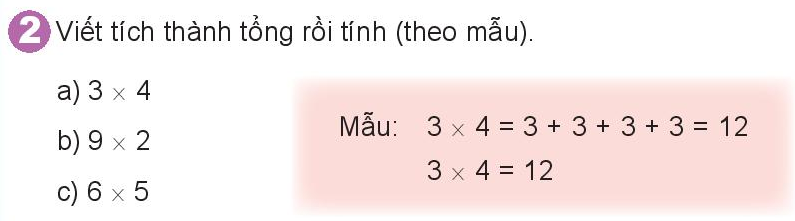 2 Viết tích thành tổng rồi tính (theo mẫu).
a) 3 × 4
b) 9 × 2
c) 6 × 5
Mẫu: 3 × 4 = 3 + 3 + 3 + 3 = 12
3 × 4 = 12